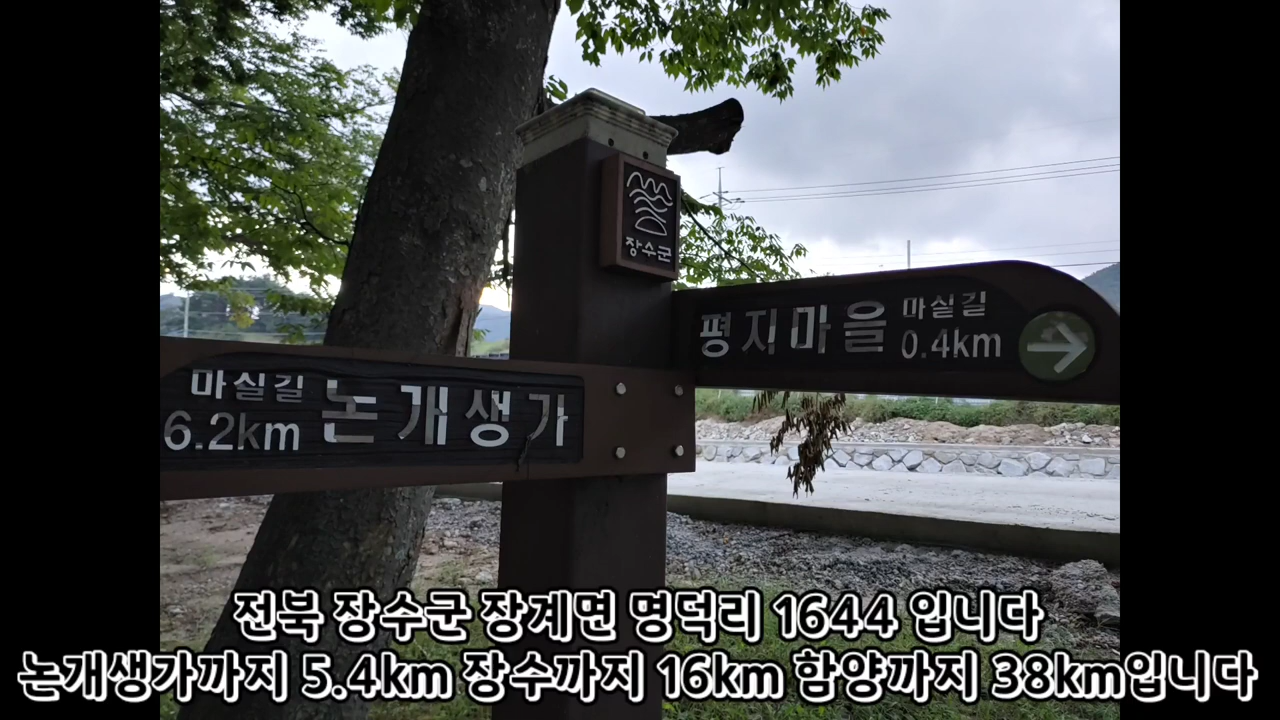 장수군
평지마을 마실길
0.4km
마실길 논개생가
6.2km
전북 장수군 장계면 명덕리 1644 입니다
논개생가까지 5.4km 장수까지 16km 함양까지 38km입니다